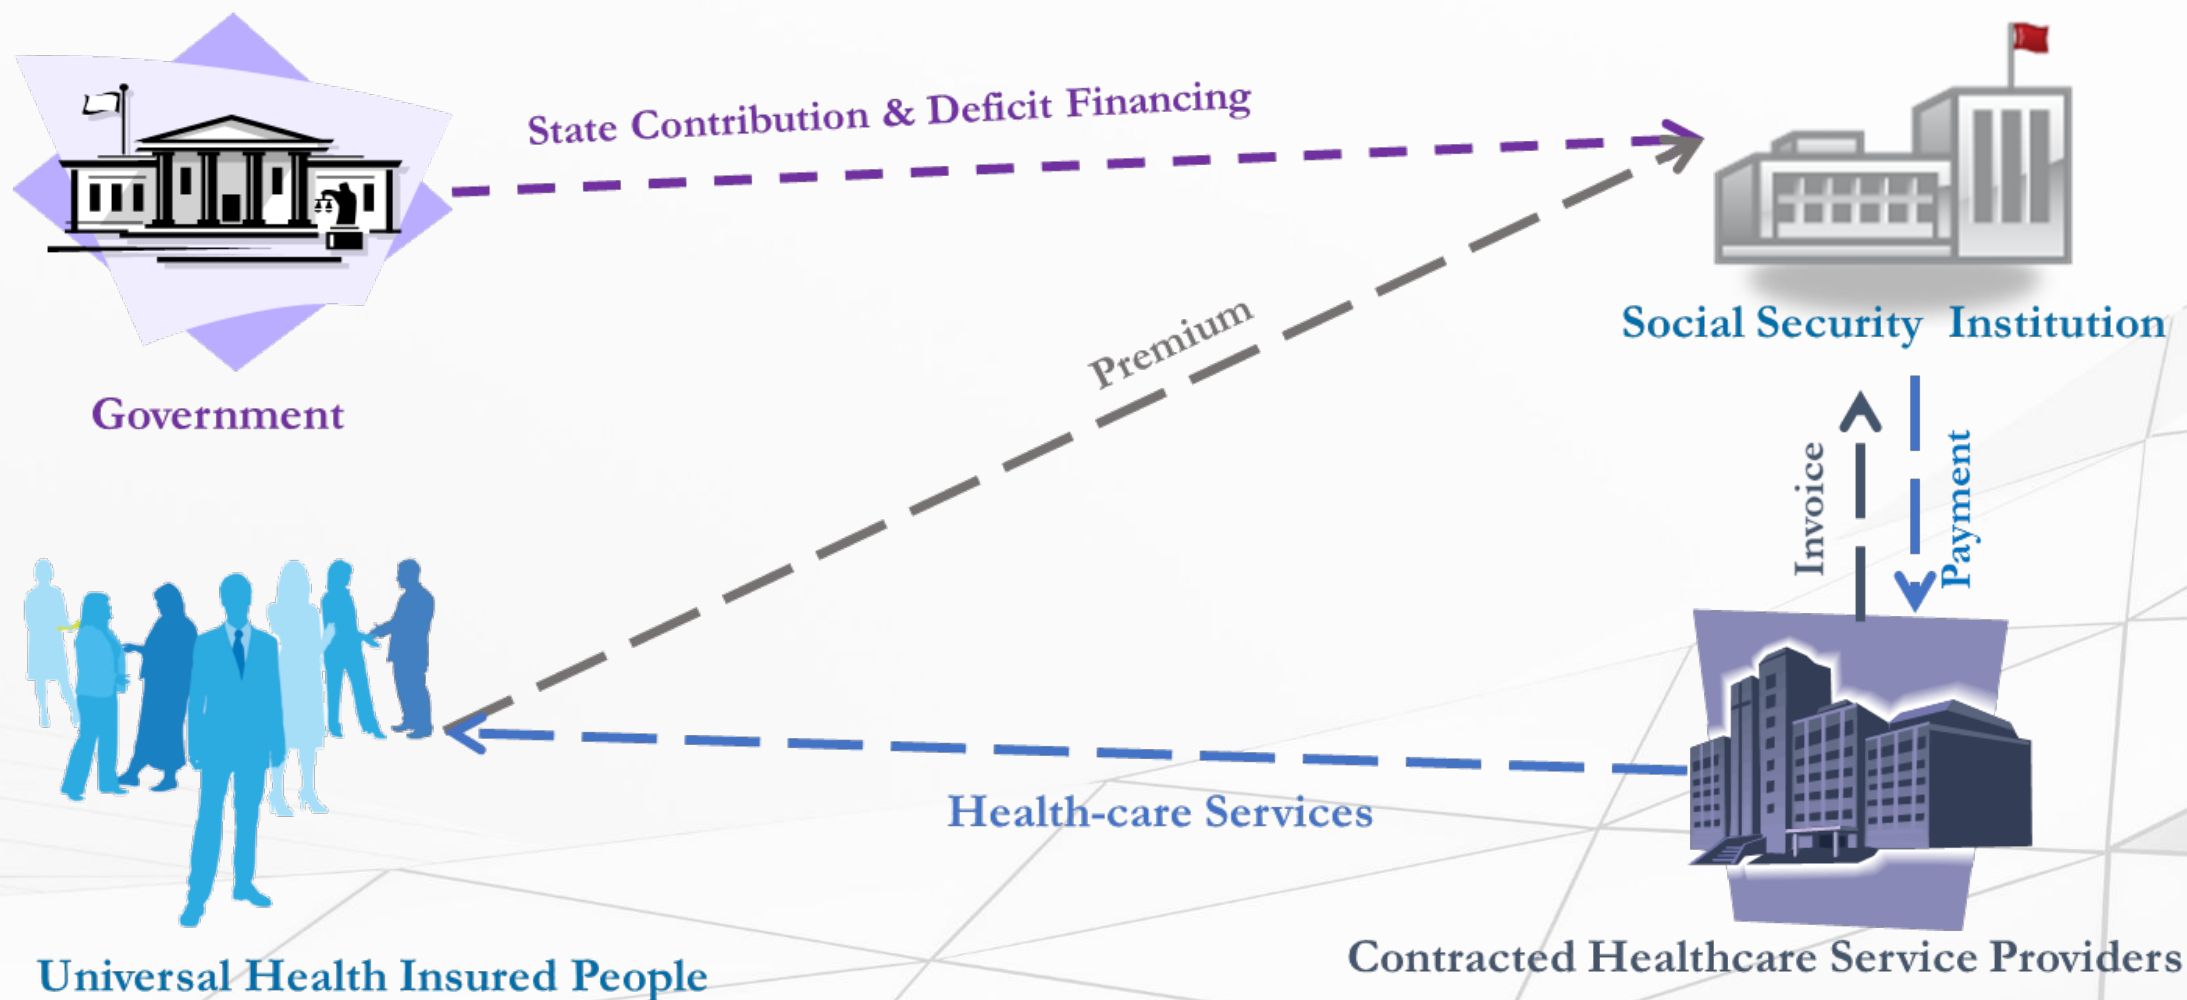 State Contribution & Deficit Financing
Government
Premium
Social Security Institution
Invoice
Payment
Health-care Services
Universal Health Insured People
Contracted Healthcare Service Providers